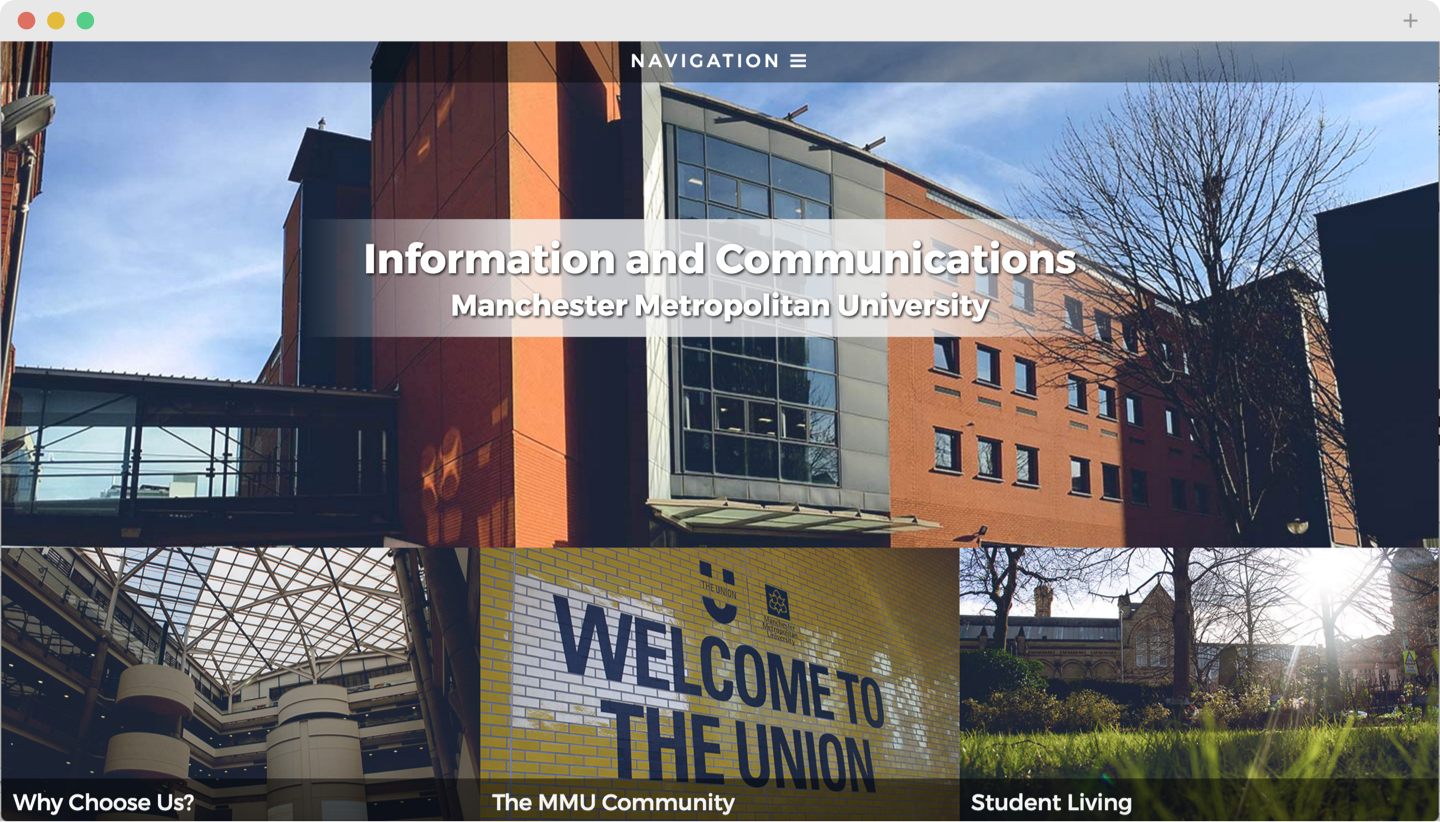 NAVIGATION
Information and Communications
Manchester Metropolitan University
THE UNION
Manchester
Metropolitan
University
WELCOME TO
THE UNION
Why Choose Us?
The MMU Community
Student Living